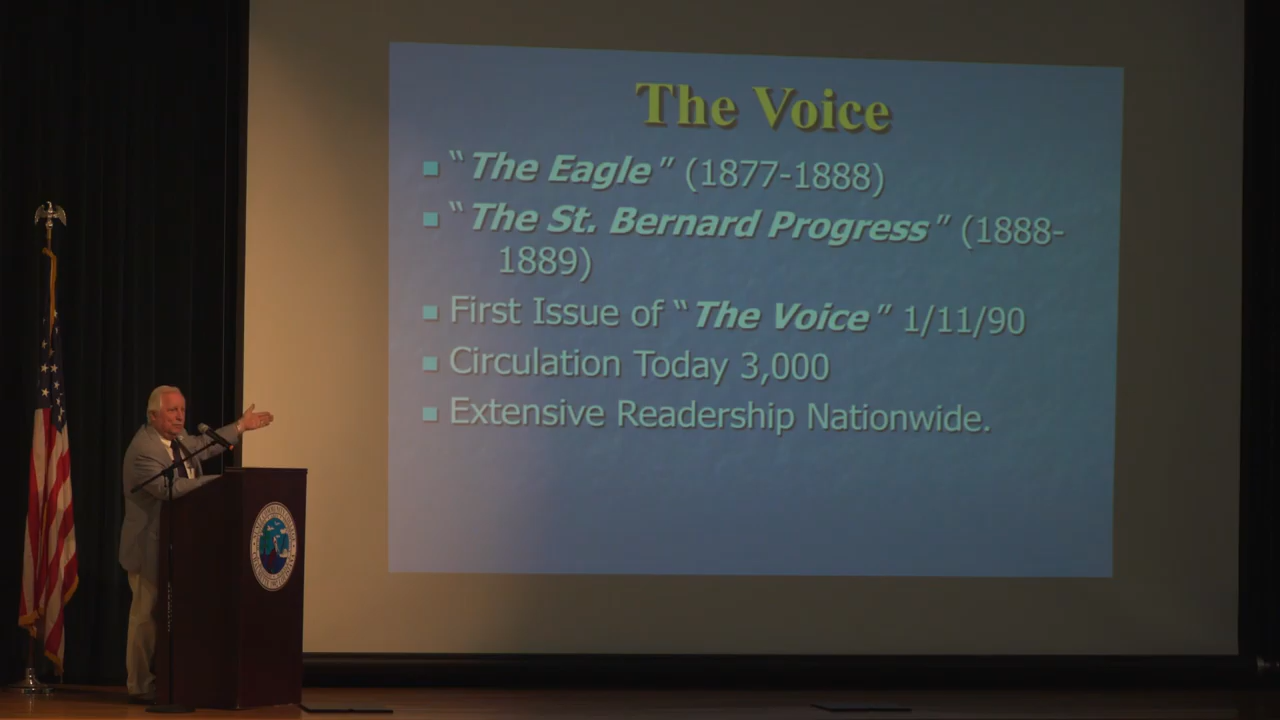 The Voice
“The Eagle” (1877-1888)
“The St. Bernard Progress” (1888-
1889)
First Issue of “The Voice” 1/11/90
Circulation Today 3,000
Extensive Readership Nationwide.